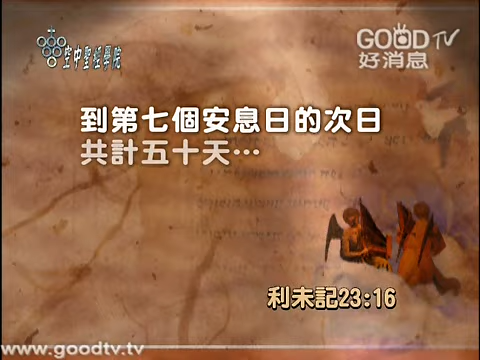 空中聖經學院
GOOD TV
好消息
到第七個安息日的次日
共計五十天…
利未記23:16
www.goodtv.tv